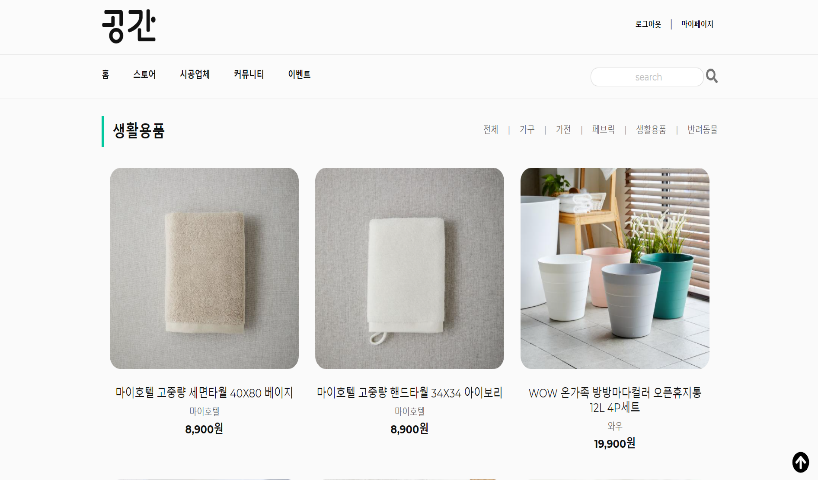 공간
로그아웃 | 마이페이지
홈 스토어 시공업체 커뮤니티 이벤트
search
생활용품
전체 | 가구 | 가전 | 페브릭 | 생활용품 | 반려동물
마이호텔 고중량 세면타월 40X80 베이지
마이호텔
8,900원
마이호텔 고중량 핸드타월 34X34 아이보리
마이호텔
8,900원
WOW 온가족 방방마다컬러 오픈휴지통
12L 4P세트
와우
19,900원